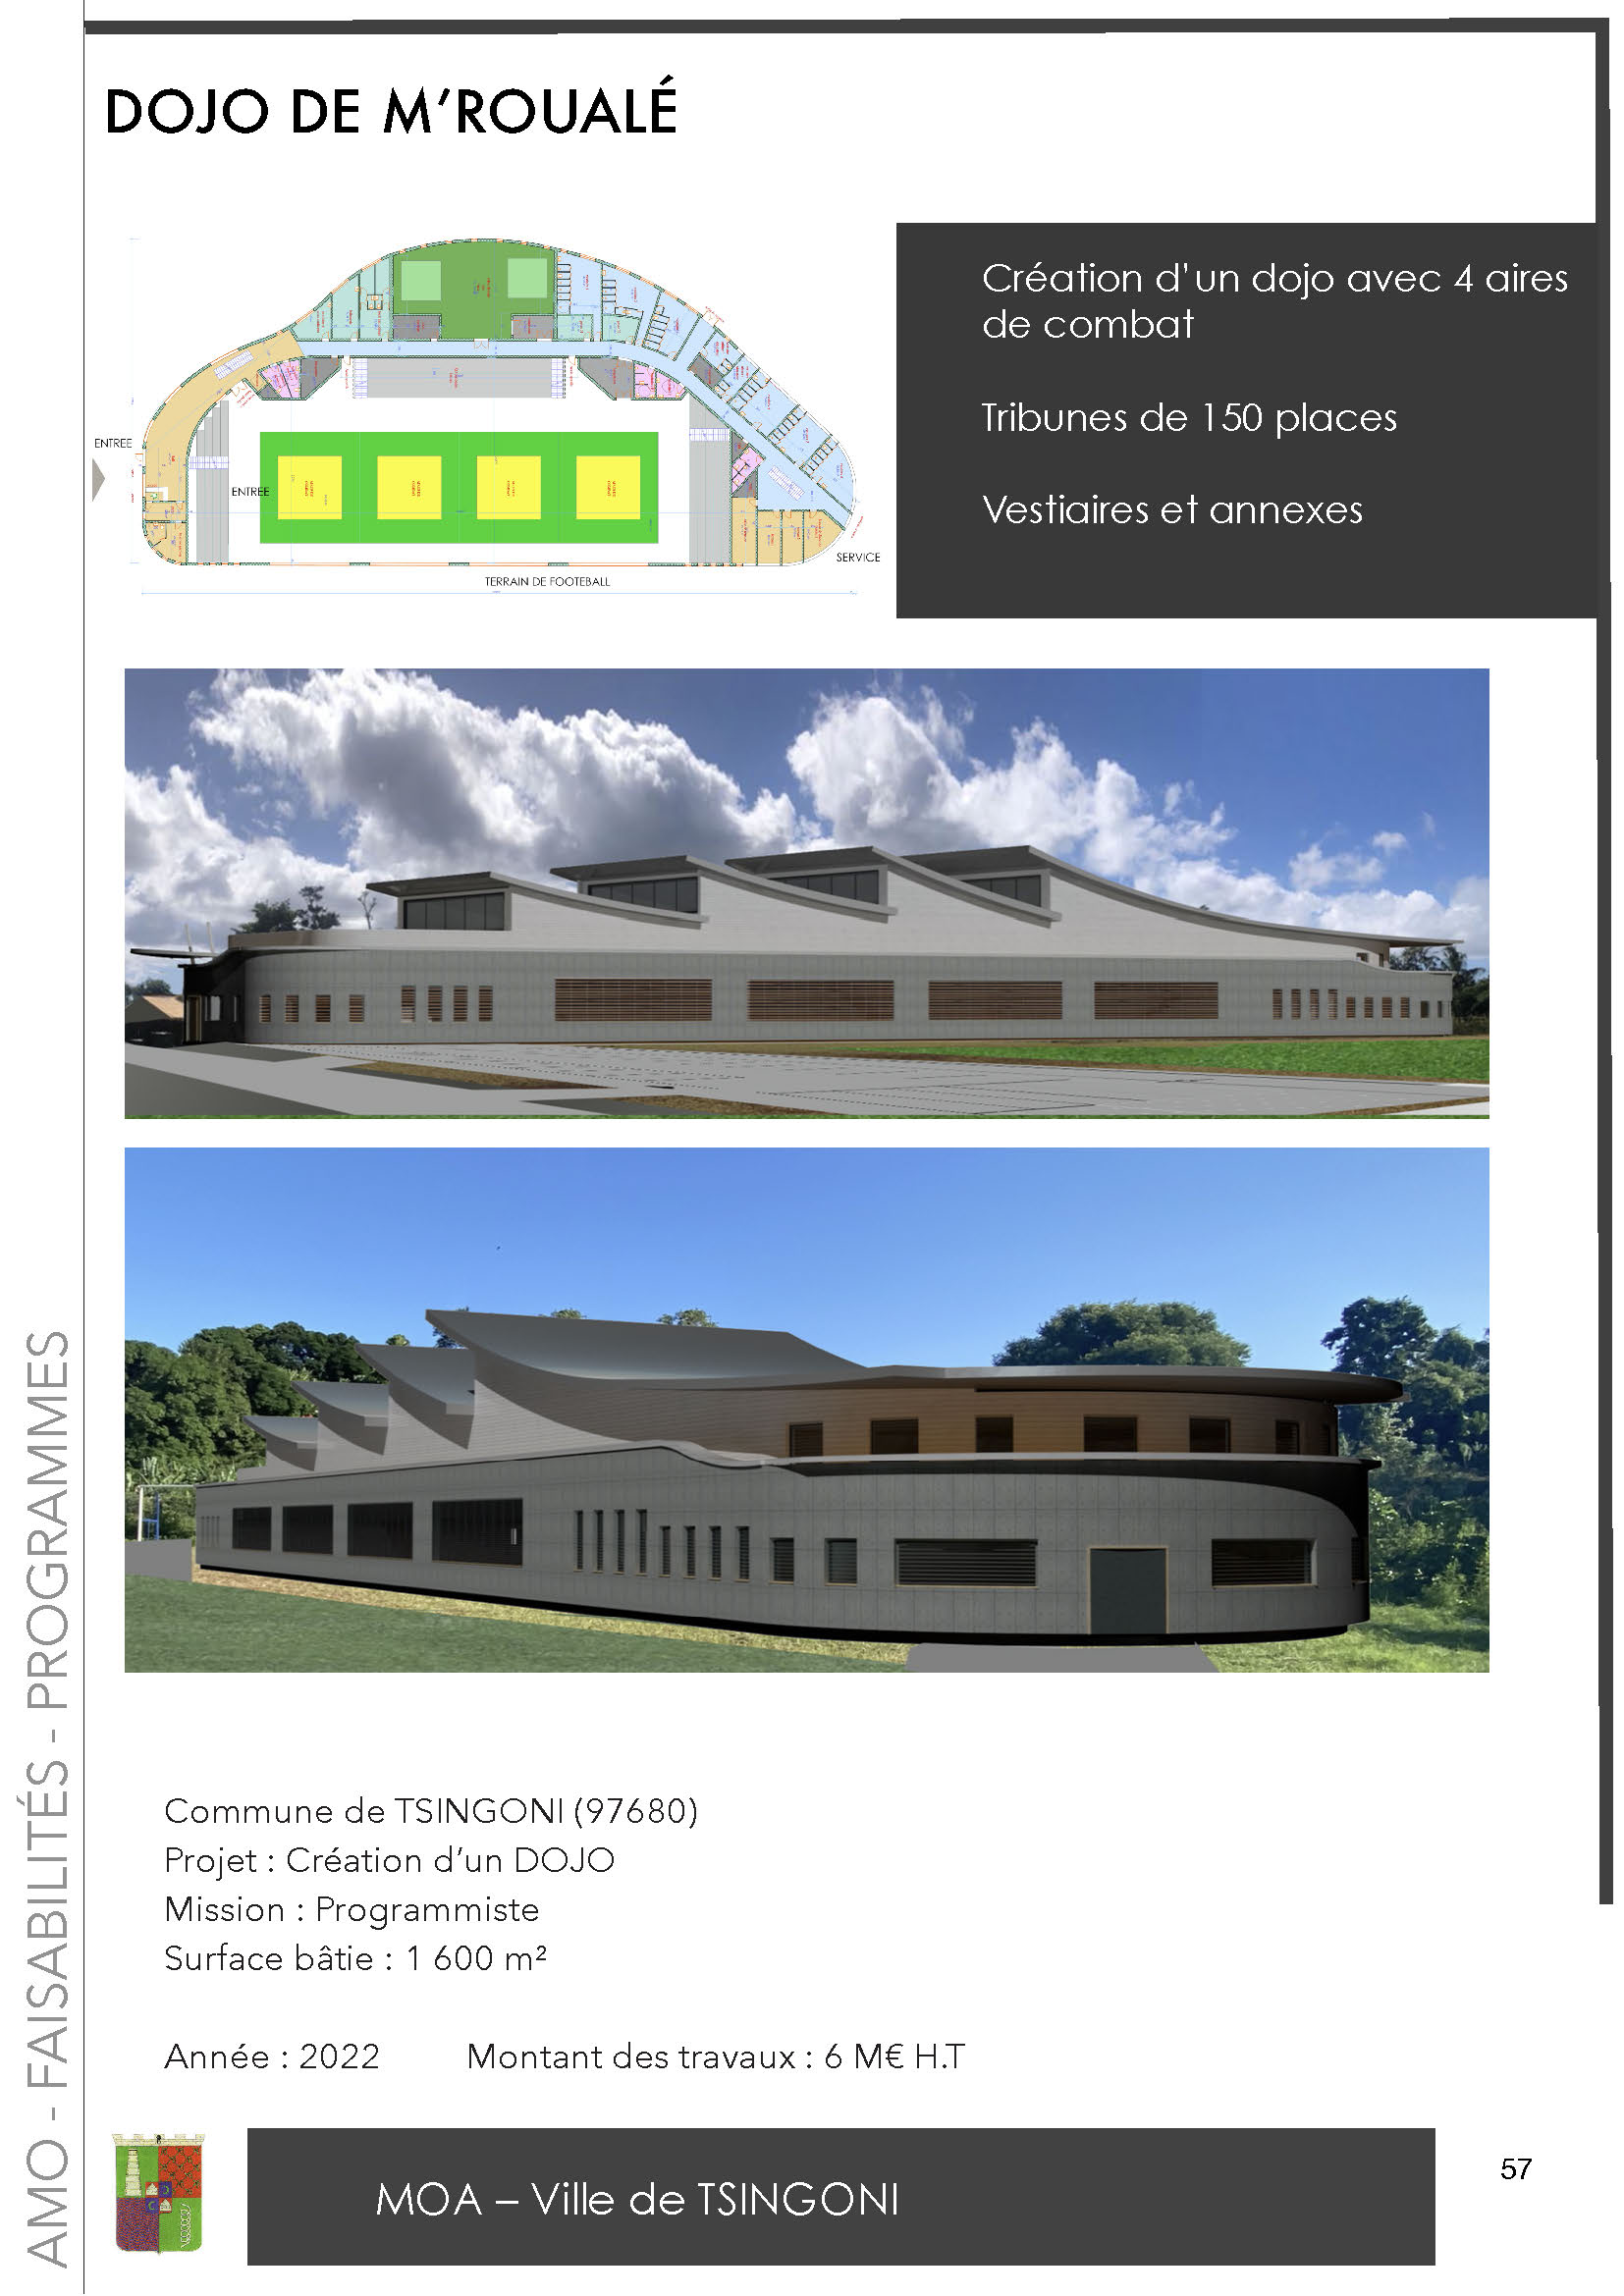 DOJO DE M'ROUALÉ
Création d'un dojo avec 4 aires
de combat
Tribunes de 150 places
Vestiaires et annexes
ENTREE
ENTREE
SERVICE
TERRAIN DE FOOTEBALL
AMO - FAISABILITÉS - PROGRAMMES
Commune de TSINGONI (97680)
Projet : Création d'un DOJO
Mission : Programmiste
Surface bâtie : 1 600 m²
Année : 2022 Montant des travaux : 6 M€ H.T
MOA – Ville de TSINGONI
57